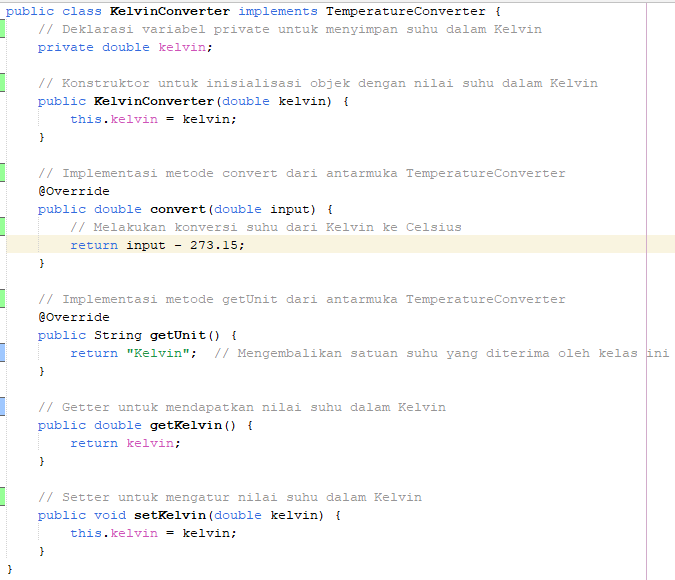 public class KelvinConverter implements TemperatureConverter {
    // Deklarasi variabel private untuk menyimpan suhu dalam Kelvin
    private double kelvin;

    // Konstruktor untuk inisialisasi objek dengan nilai suhu dalam Kelvin
    public KelvinConverter(double kelvin) {
        this.kelvin = kelvin;
    }

    // Implementasi metode convert dari antarmuka TemperatureConverter
    @Override
    public double convert(double input) {
        // Melakukan konversi suhu dari Kelvin ke Celsius
        return input - 273.15;
    }

    // Implementasi metode getUnit dari antarmuka TemperatureConverter
    @Override
    public String getUnit() {
        return "Kelvin";  // Mengembalikan satuan suhu yang diterima oleh kelas ini
    }

    // Getter untuk mendapatkan nilai suhu dalam Kelvin
    public double getKelvin() {
        return kelvin;
    }

    // Setter untuk mengatur nilai suhu dalam Kelvin
    public void setKelvin(double kelvin) {
        this.kelvin = kelvin;
    }
}